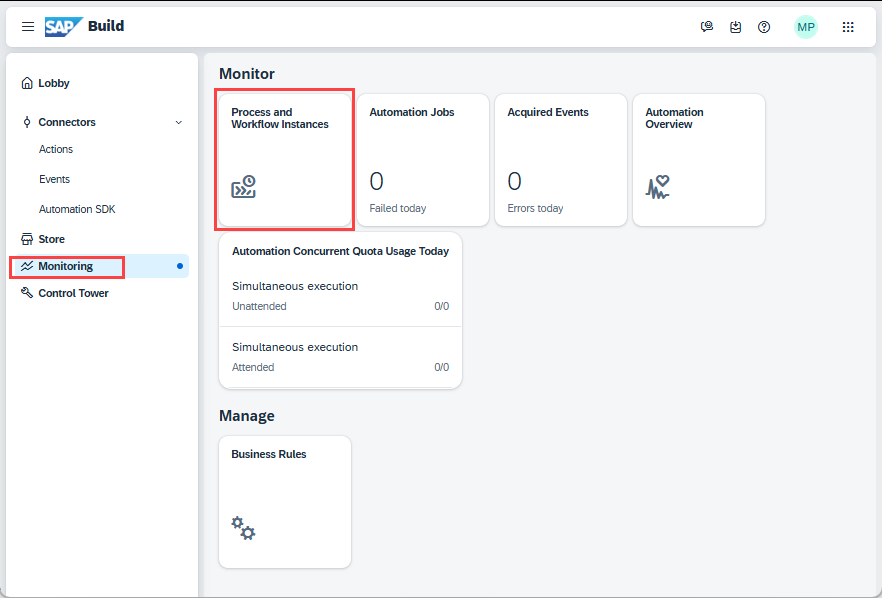 SAP Build
MP
Lobby
Connectors
Actions
Events
Automation SDK
Store
Monitoring
Control Tower
Monitor
Process and
Workflow Instances
Automation Jobs
0
Failed today
Acquired Events
0
Errors today
Automation
Overview
Automation Concurrent Quota Usage Today
Simultaneous execution
Unattended 0/0
Simultaneous execution
Attended 0/0
Manage
Business Rules